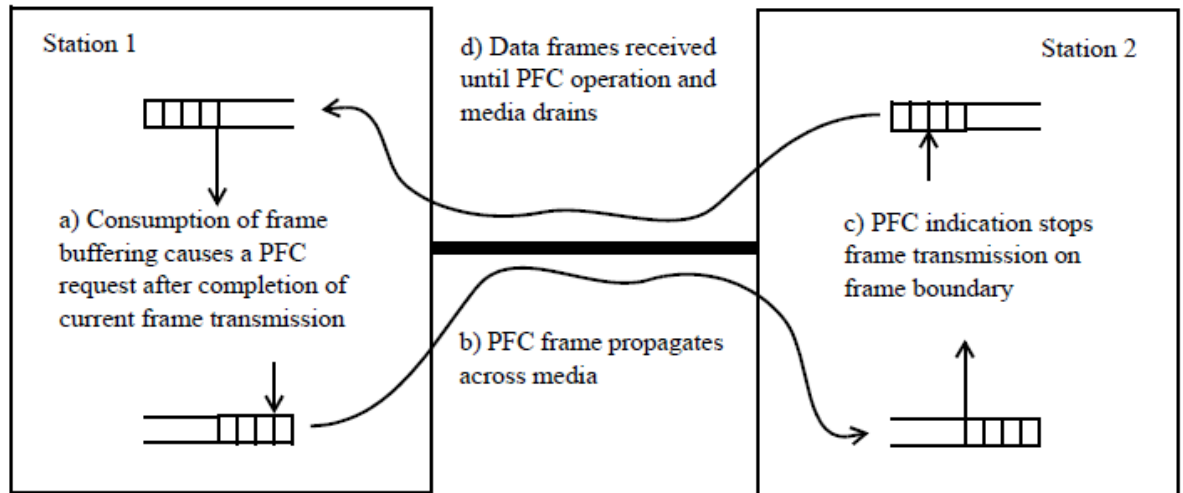 Station 1
d) Data frames received
until PFC operation and
media drains
Station 2
a) Consumption of frame
buffering causes a PFC
request after completion of
current frame transmission
c) PFC indication stops
frame transmission on
frame boundary
b) PFC frame propagates
across media